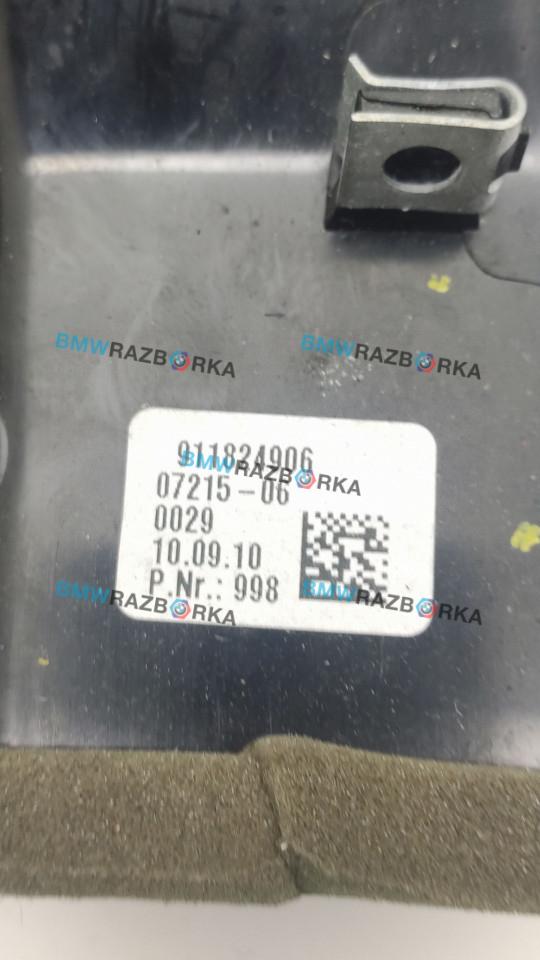 BMWRAZBORKA
BMWRAZBORKA
911824906
BMWRAZBORKA
07215-06
0029
10.09.10
P.Nr.: 998
BMWRAZBORKA
BMWRAZBORKA